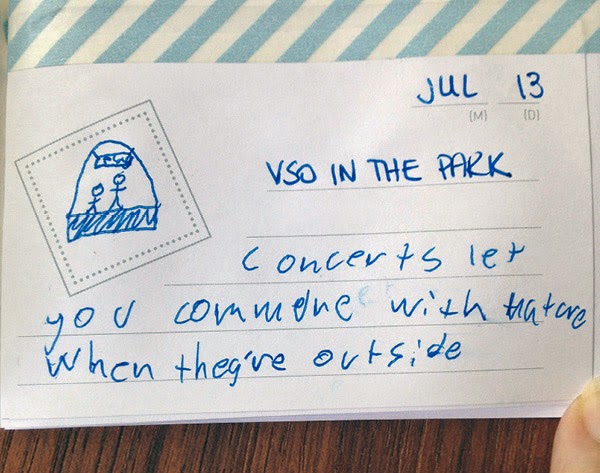 JUL 13
(M) (D)
VSO IN THE PARK
Concerts let
you commune with nature
when they're outside